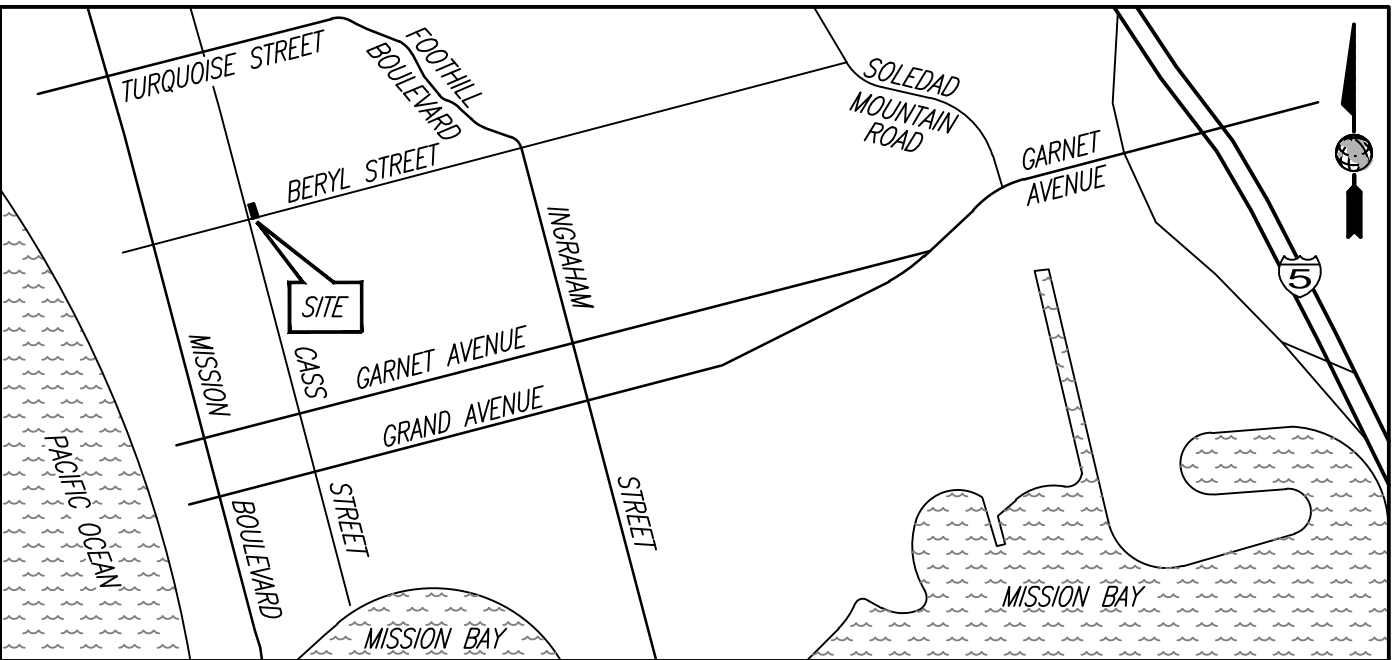 TURQUOISE STREET
FOOTHILL
BOULEVARD
SOLEDAD
MOUNTAIN
ROAD
GARNET
AVENUE
BERYL STREET
INGRAHAM
STREET
5
SITE
MISSION
BOULEVARD
CASS
STREET
GARNET AVENUE
GRAND AVENUE
PACIFIC OCEAN
MISSION BAY
MISSION BAY